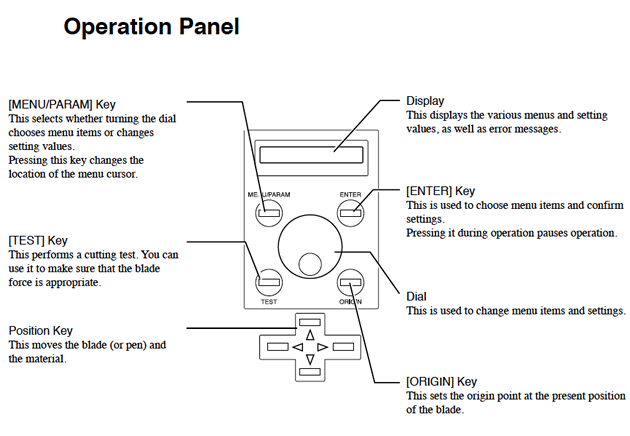 Operation Panel
[MENU/PARAM] Key
This selects whether turning the dial
chooses menu items or changes
setting values.
Pressing this key changes the
location of the menu cursor.
[TEST] Key
This performs a cutting test. You can
use it to make sure that the blade
force is appropriate.
Position Key
This moves the blade (or pen) and
the material.
MENU/PARAM
ENTER
TEST
ORIGIN
Display
This displays the various menus and setting
values, as well as error messages.
[ENTER] Key
This is used to choose menu items and confirm
settings.
Pressing it during operation pauses operation.
Dial
This is used to change menu items and settings.
[ORIGIN] Key
This sets the origin point at the present position
of the blade.